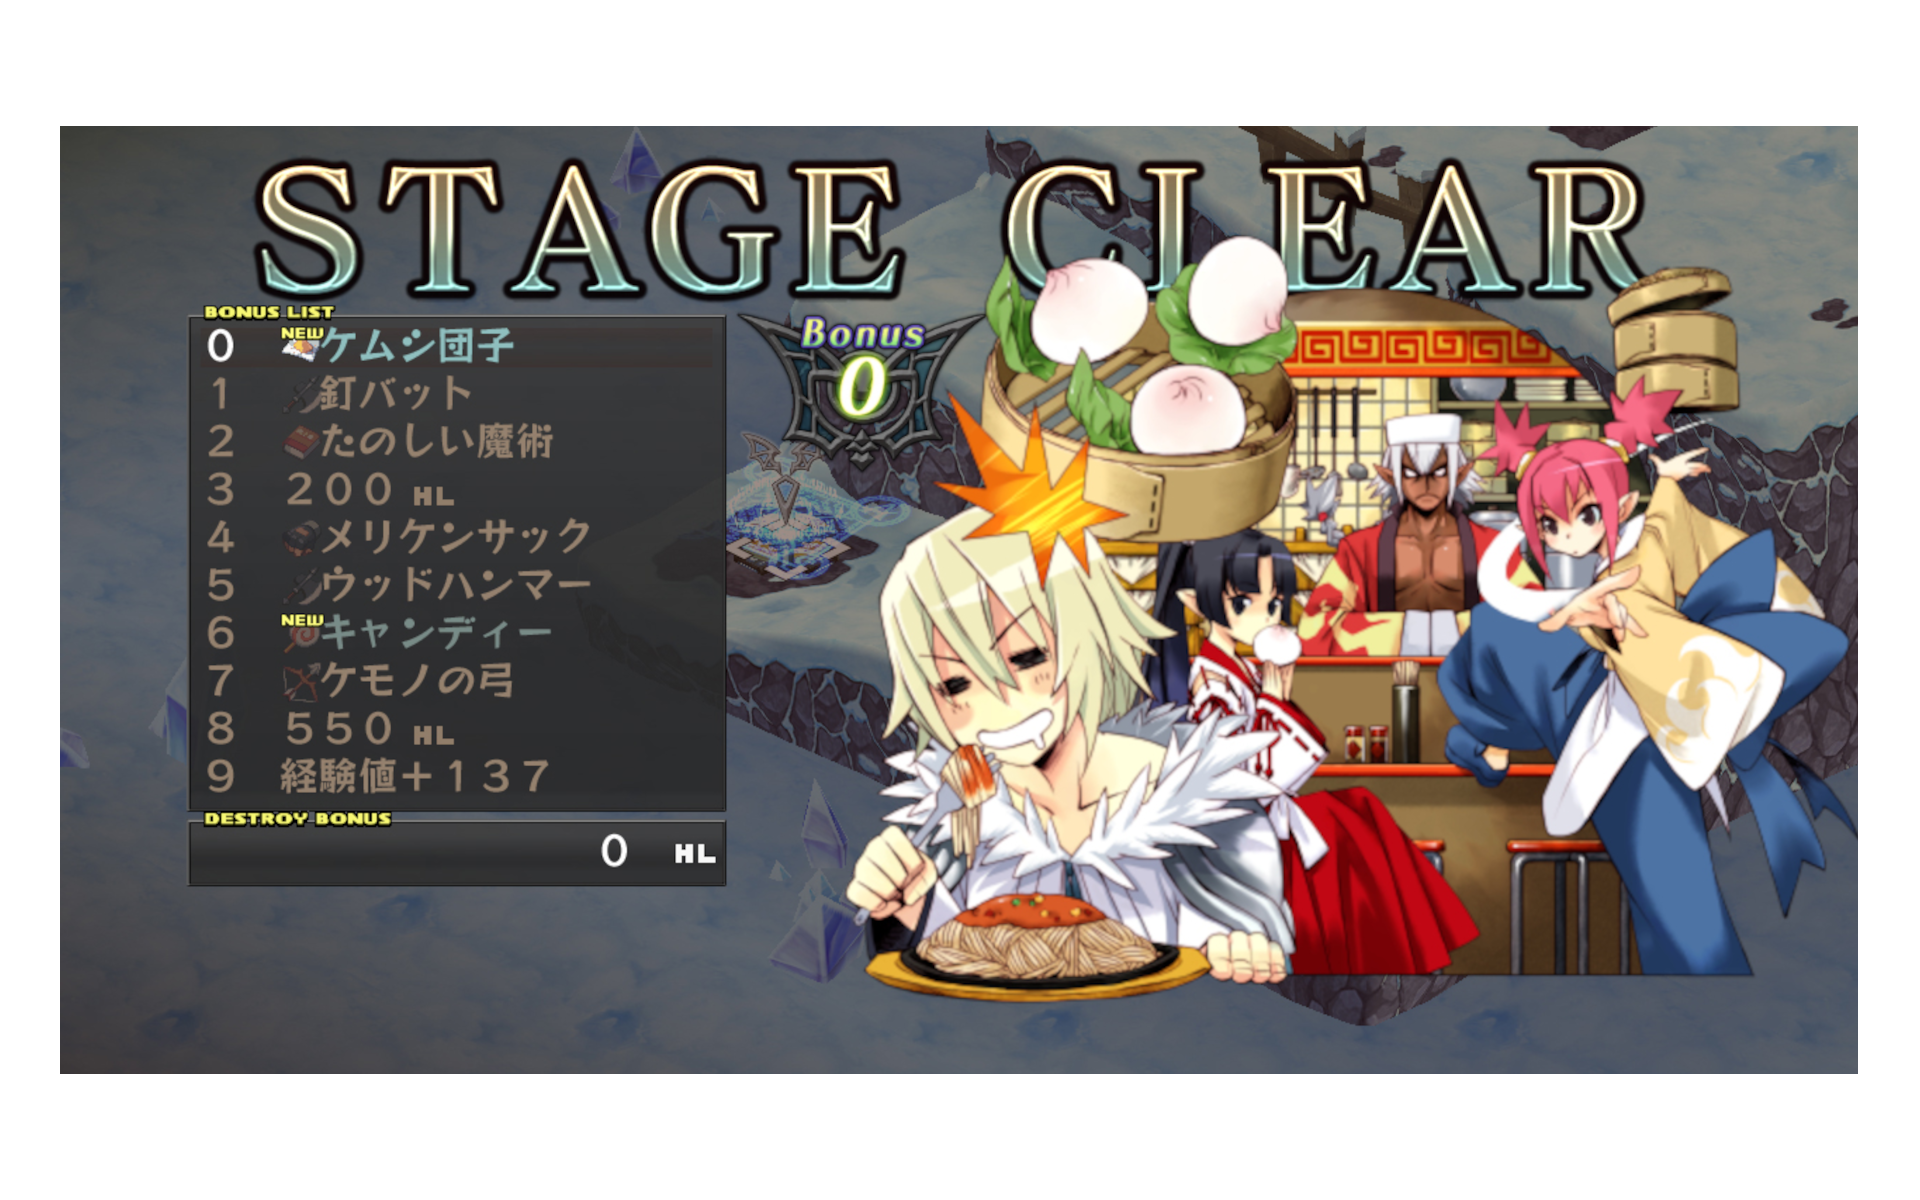 STAGE CLEAR
BONUS LIST
0 NEW ケムシ団子
1 釘バット
2 たのしい魔術
3 200 HL
4 メリケンサック
5 ウッドハンマー
6 NEW キャンディー
7 ケモノの弓
8 550 HL
9 経験値+137
DESTROY BONUS
0 HL
Bonus
0